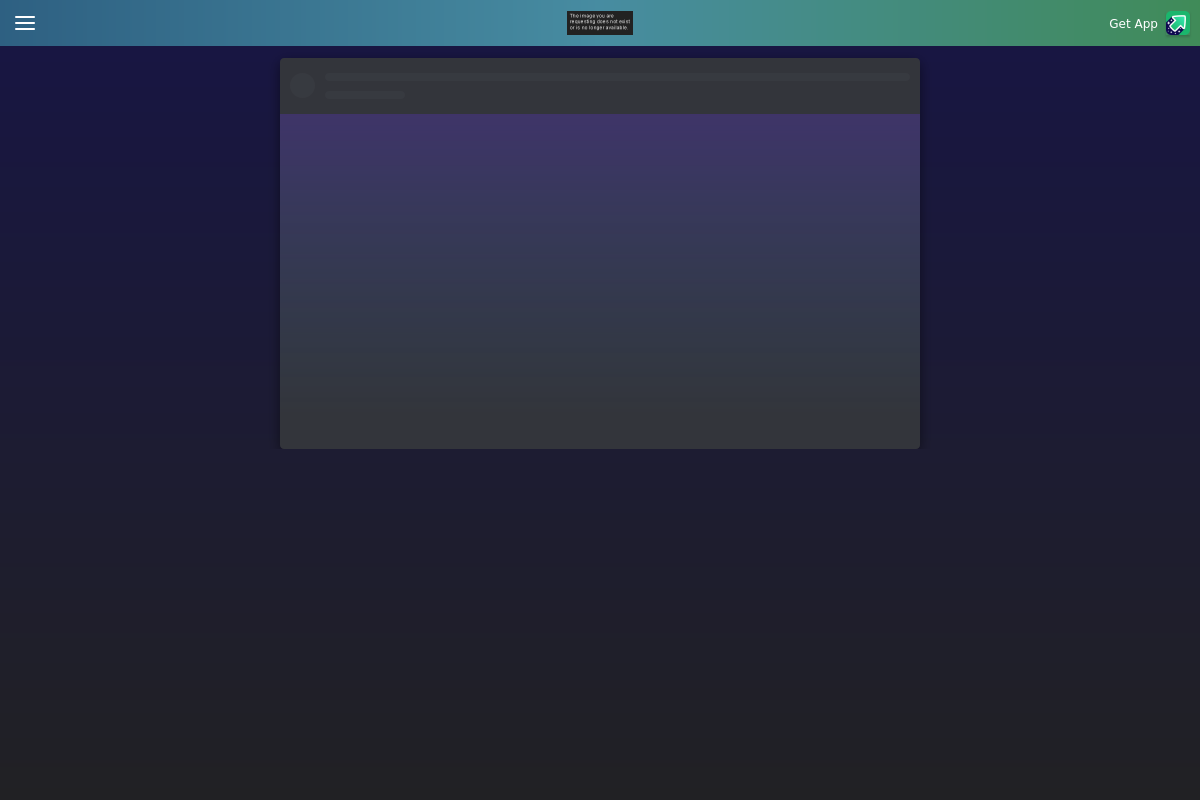 The image you are
requesting does not exist
or is no longer available.
Get App